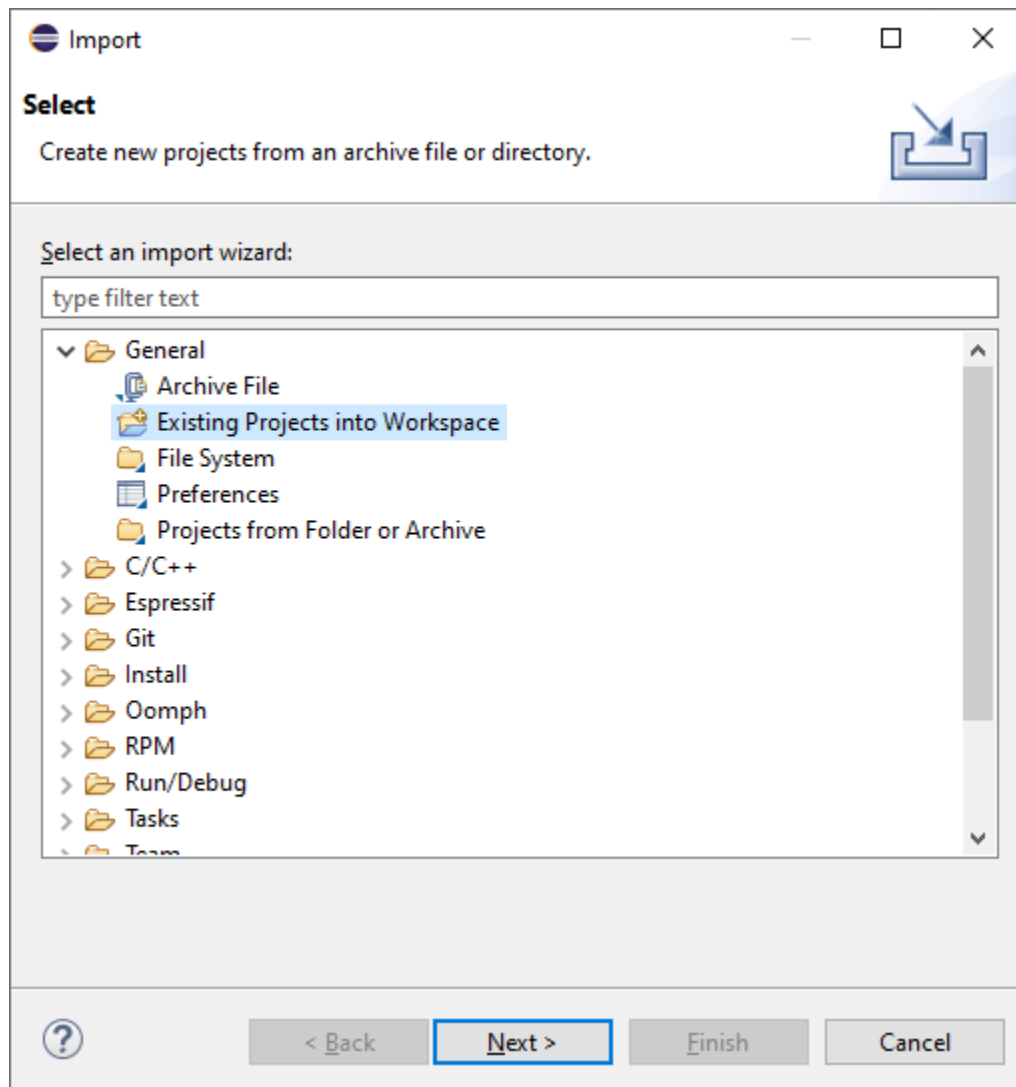 Import
Select
Create new projects from an archive file or directory.
Select an import wizard:
type filter text
General
Archive File
Existing Projects into Workspace
File System
Preferences
Projects from Folder or Archive
C/C++
Espressif
Git
Install
Oomph
RPM
Run/Debug
Tasks
Team
?
< Back
Next >
Finish
Cancel